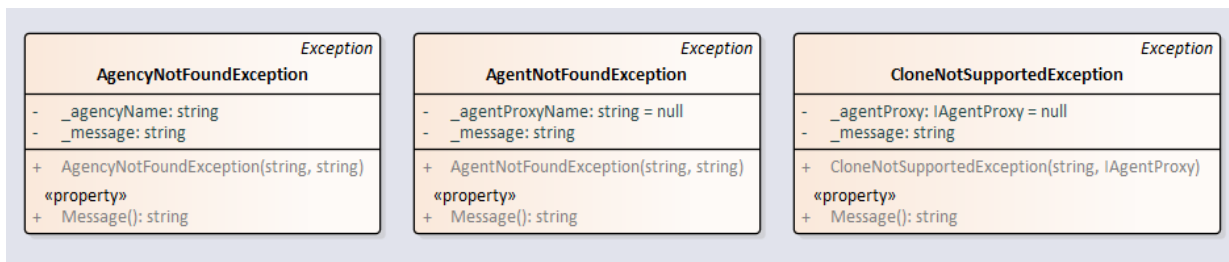 Exception
AgencyNotFoundException
- _agencyName: string
- _message: string
+ AgencyNotFoundException(string, string)
«property»
+ Message(): string
Exception
AgentNotFoundException
- _agentProxyName: string = null
- _message: string
+ AgentNotFoundException(string, string)
«property»
+ Message(): string
Exception
CloneNotSupportedException
- _agentProxy: IAgentProxy = null
- _message: string
+ CloneNotSupportedException(string, IAgentProxy)
«property»
+ Message(): string